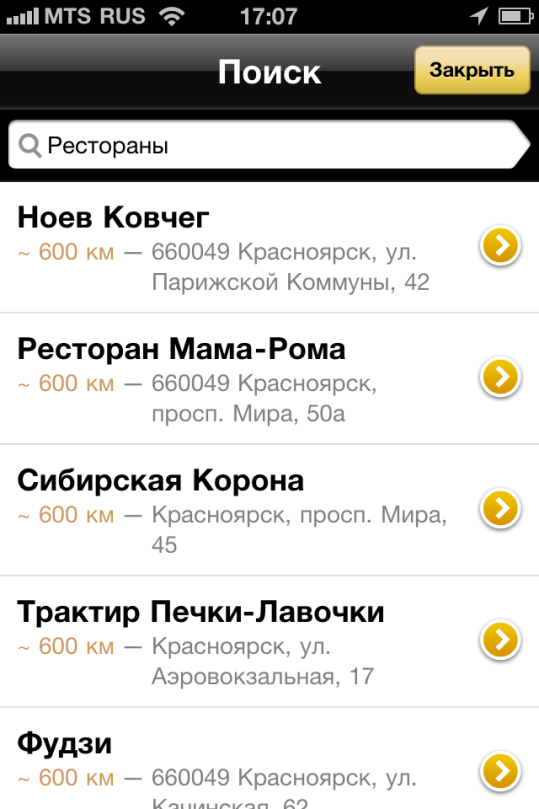 MTS RUS 17:07
Поиск
Закрыть
Рестораны
Ноев Ковчег
~ 600 км — 660049 Красноярск, ул.
Парижской Коммуны, 42
Ресторан Мама-Рома
~ 600 км — 660049 Красноярск,
просп. Мира, 50а
Сибирская Корона
~ 600 км — Красноярск, просп. Мира,
45
Трактир Печки-Лавочки
~ 600 км — Красноярск, ул.
Аэровокзальная, 17
Фудзи
~ 600 км — 660049 Красноярск, ул.
Качинская, 62